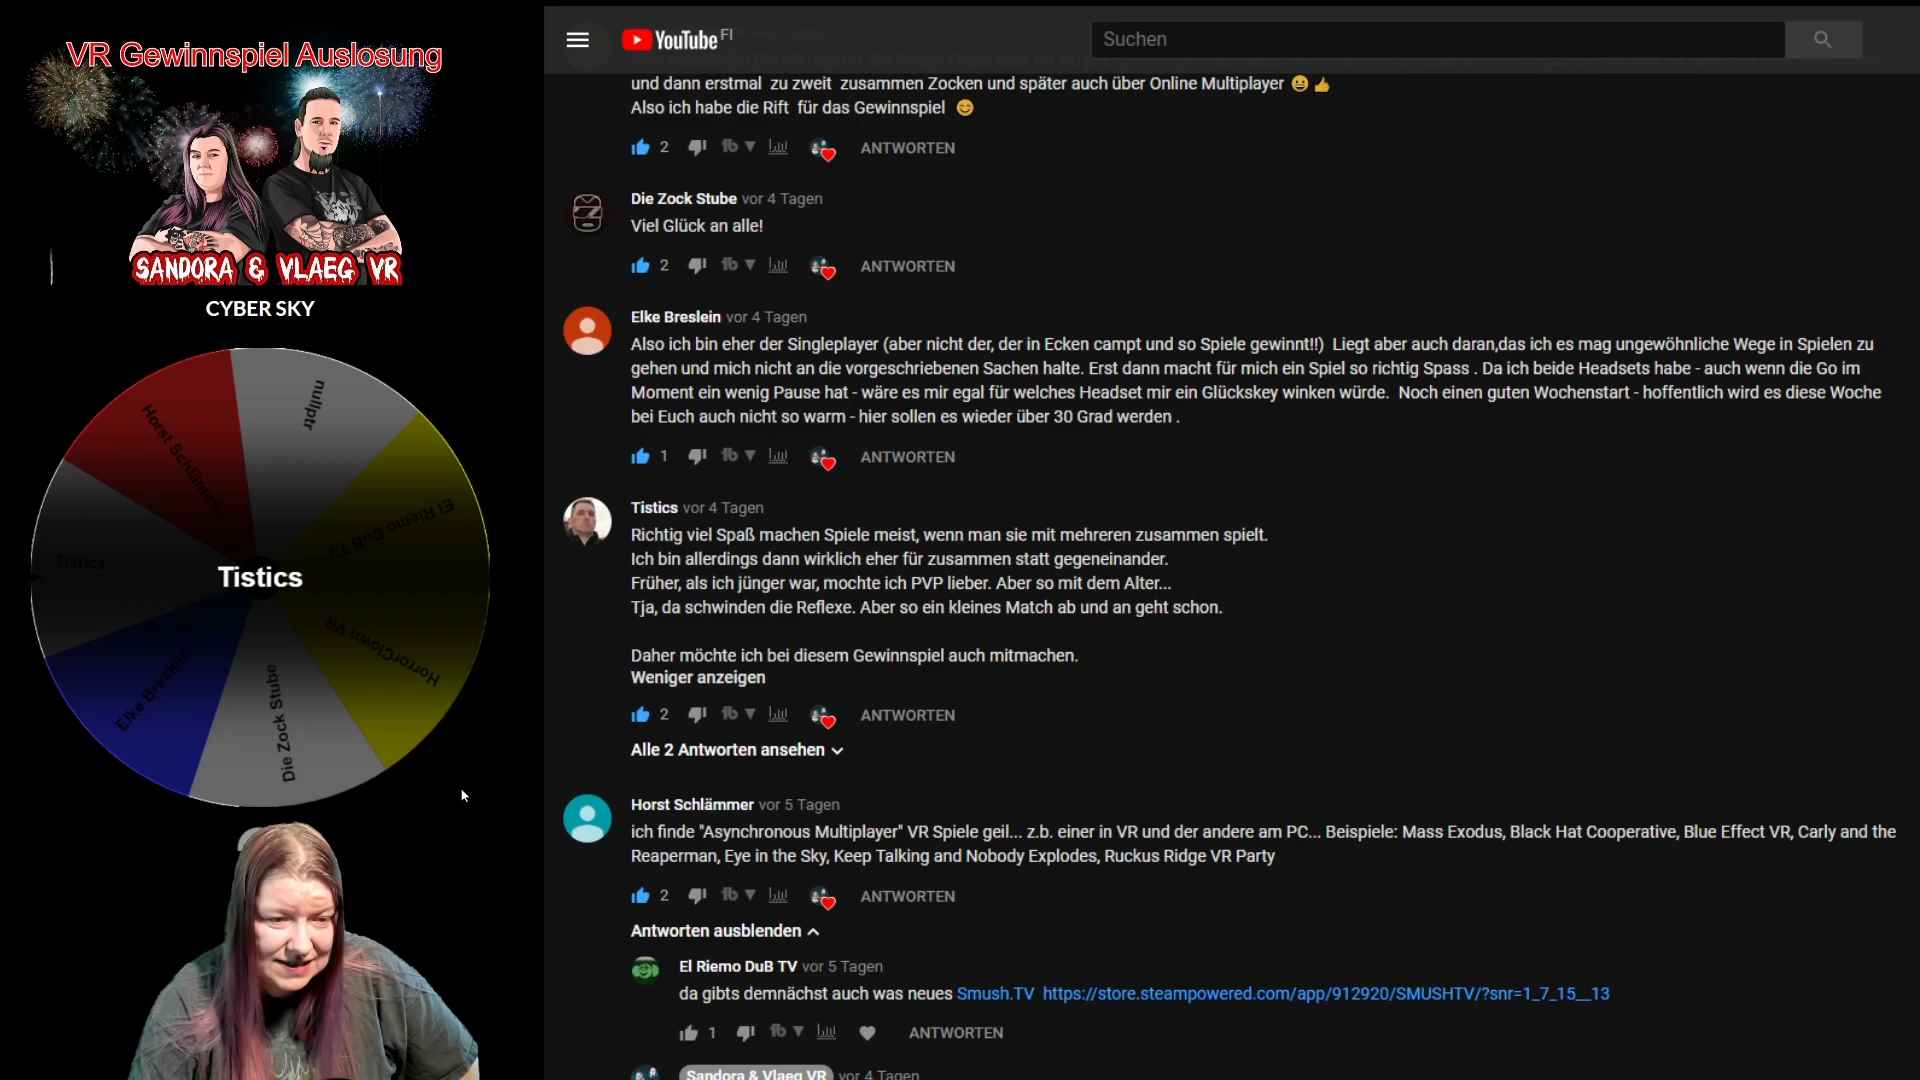 VR Gewinnspiel Auslosung
SANDORA & VLAEG VR
CYBER SKY
nullptr
Horst Schlämmer
El Riemo DuB TV
Tistics
Tistics
HorrorClown VR
Elke Breslein
Die Zock Stube
YouTube FI
Suchen
und dann erstmal zu zweit zusammen Zocken und später auch über Online Multiplayer 😀 👍
Also ich habe die Rift für das Gewinnspiel 😊
2 ANTWORTEN
Die Zock Stube vor 4 Tagen
Viel Glück an alle!
2 ANTWORTEN
Elke Breslein vor 4 Tagen
Also ich bin eher der Singleplayer (aber nicht der, der in Ecken campt und so Spiele gewinnt!!) Liegt aber auch daran,das ich es mag ungewöhnliche Wege in Spielen zu
gehen und mich nicht an die vorgeschriebenen Sachen halte. Erst dann macht für mich ein Spiel so richtig Spass . Da ich beide Headsets habe - auch wenn die Go im
Moment ein wenig Pause hat - wäre es mir egal für welches Headset mir ein Glückskey winken würde. Noch einen guten Wochenstart - hoffentlich wird es diese Woche
bei Euch auch nicht so warm - hier sollen es wieder über 30 Grad werden .
1 ANTWORTEN
Tistics vor 4 Tagen
Richtig viel Spaß machen Spiele meist, wenn man sie mit mehreren zusammen spielt.
Ich bin allerdings dann wirklich eher für zusammen statt gegeneinander.
Früher, als ich jünger war, mochte ich PVP lieber. Aber so mit dem Alter...
Tja, da schwinden die Reflexe. Aber so ein kleines Match ab und an geht schon.
Daher möchte ich bei diesem Gewinnspiel auch mitmachen.
Weniger anzeigen
2 ANTWORTEN
Alle 2 Antworten ansehen
Horst Schlämmer vor 5 Tagen
ich finde "Asynchronous Multiplayer" VR Spiele geil... z.b. einer in VR und der andere am PC... Beispiele: Mass Exodus, Black Hat Cooperative, Blue Effect VR, Carly and the
Reaperman, Eye in the Sky, Keep Talking and Nobody Explodes, Ruckus Ridge VR Party
2 ANTWORTEN
Antworten ausblenden
El Riemo DuB TV vor 5 Tagen
da gibts demnächst auch was neues Smush.TV https://store.steampowered.com/app/912920/SMUSHTV/?snr=1_7_15__13
1 ANTWORTEN
Sandora & Vlaeg VR vor 4 Tagen